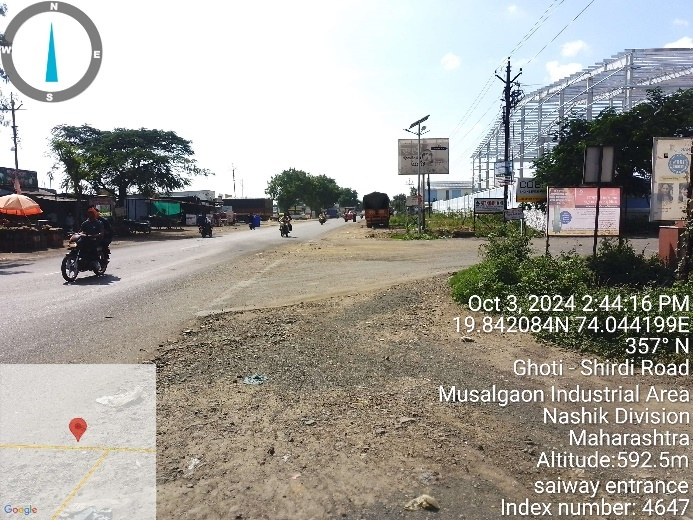 N
W
E
S
Oct 3, 2024 2:44:16 PM
19.842084N 74.044199E
357° N
Ghoti - Shirdi Road
Musalgaon Industrial Area
Nashik Division
Maharashtra
Altitude:592.5m
saiway entrance
Index number: 4647
Google